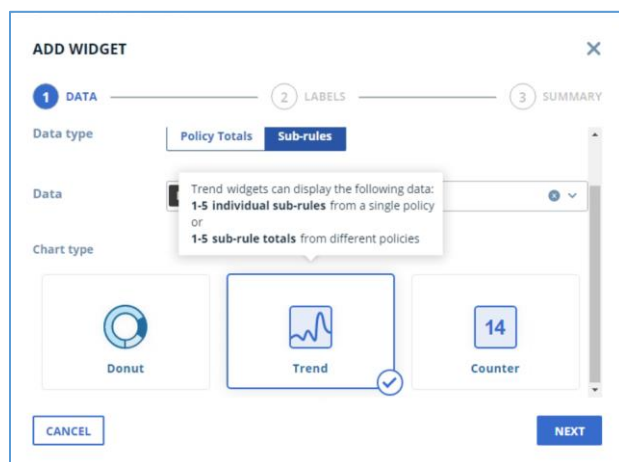 ADD WIDGET
1 DATA 2 LABELS 3 SUMMARY
Data type Policy Totals Sub-rules
Data
Trend widgets can display the following data:
1-5 individual sub-rules from a single policy
or
1-5 sub-rule totals from different policies
Chart type
14
Donut Trend Counter
CANCEL NEXT